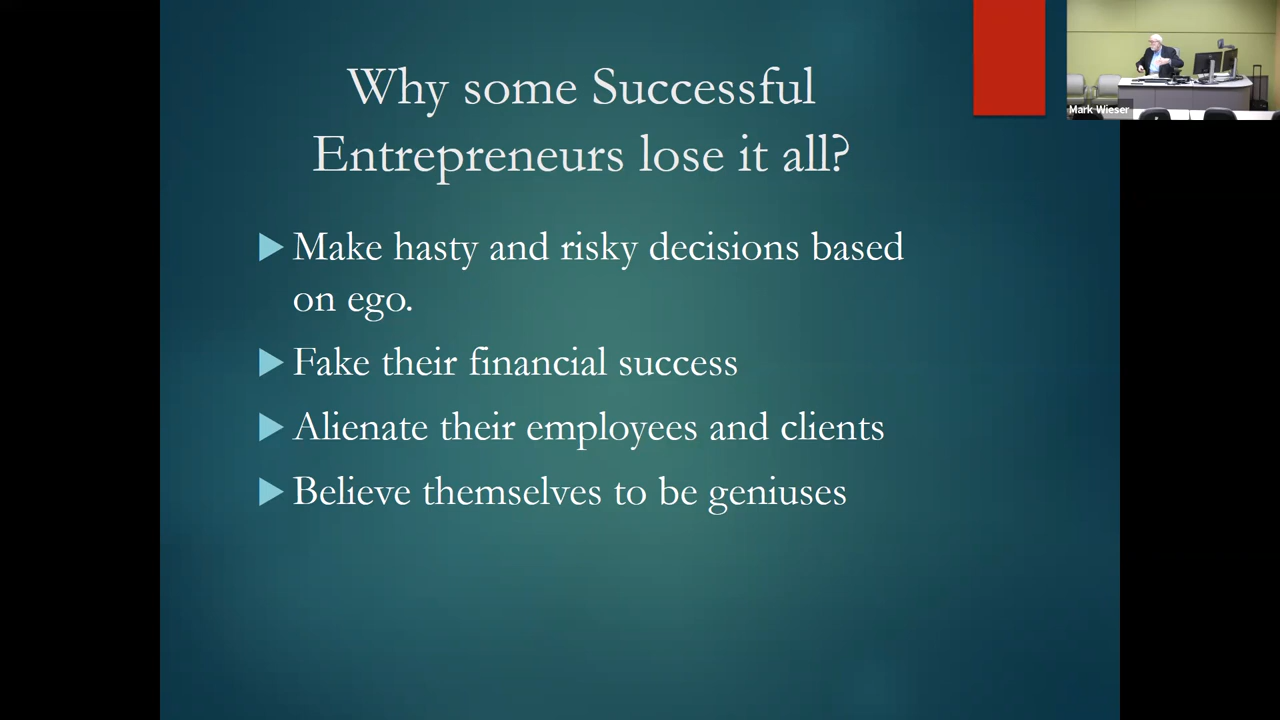 Why some Successful
Entrepreneurs lose it all?
Make hasty and risky decisions based
on ego.
Fake their financial success
Alienate their employees and clients
Believe themselves to be geniuses
Mark Wieser